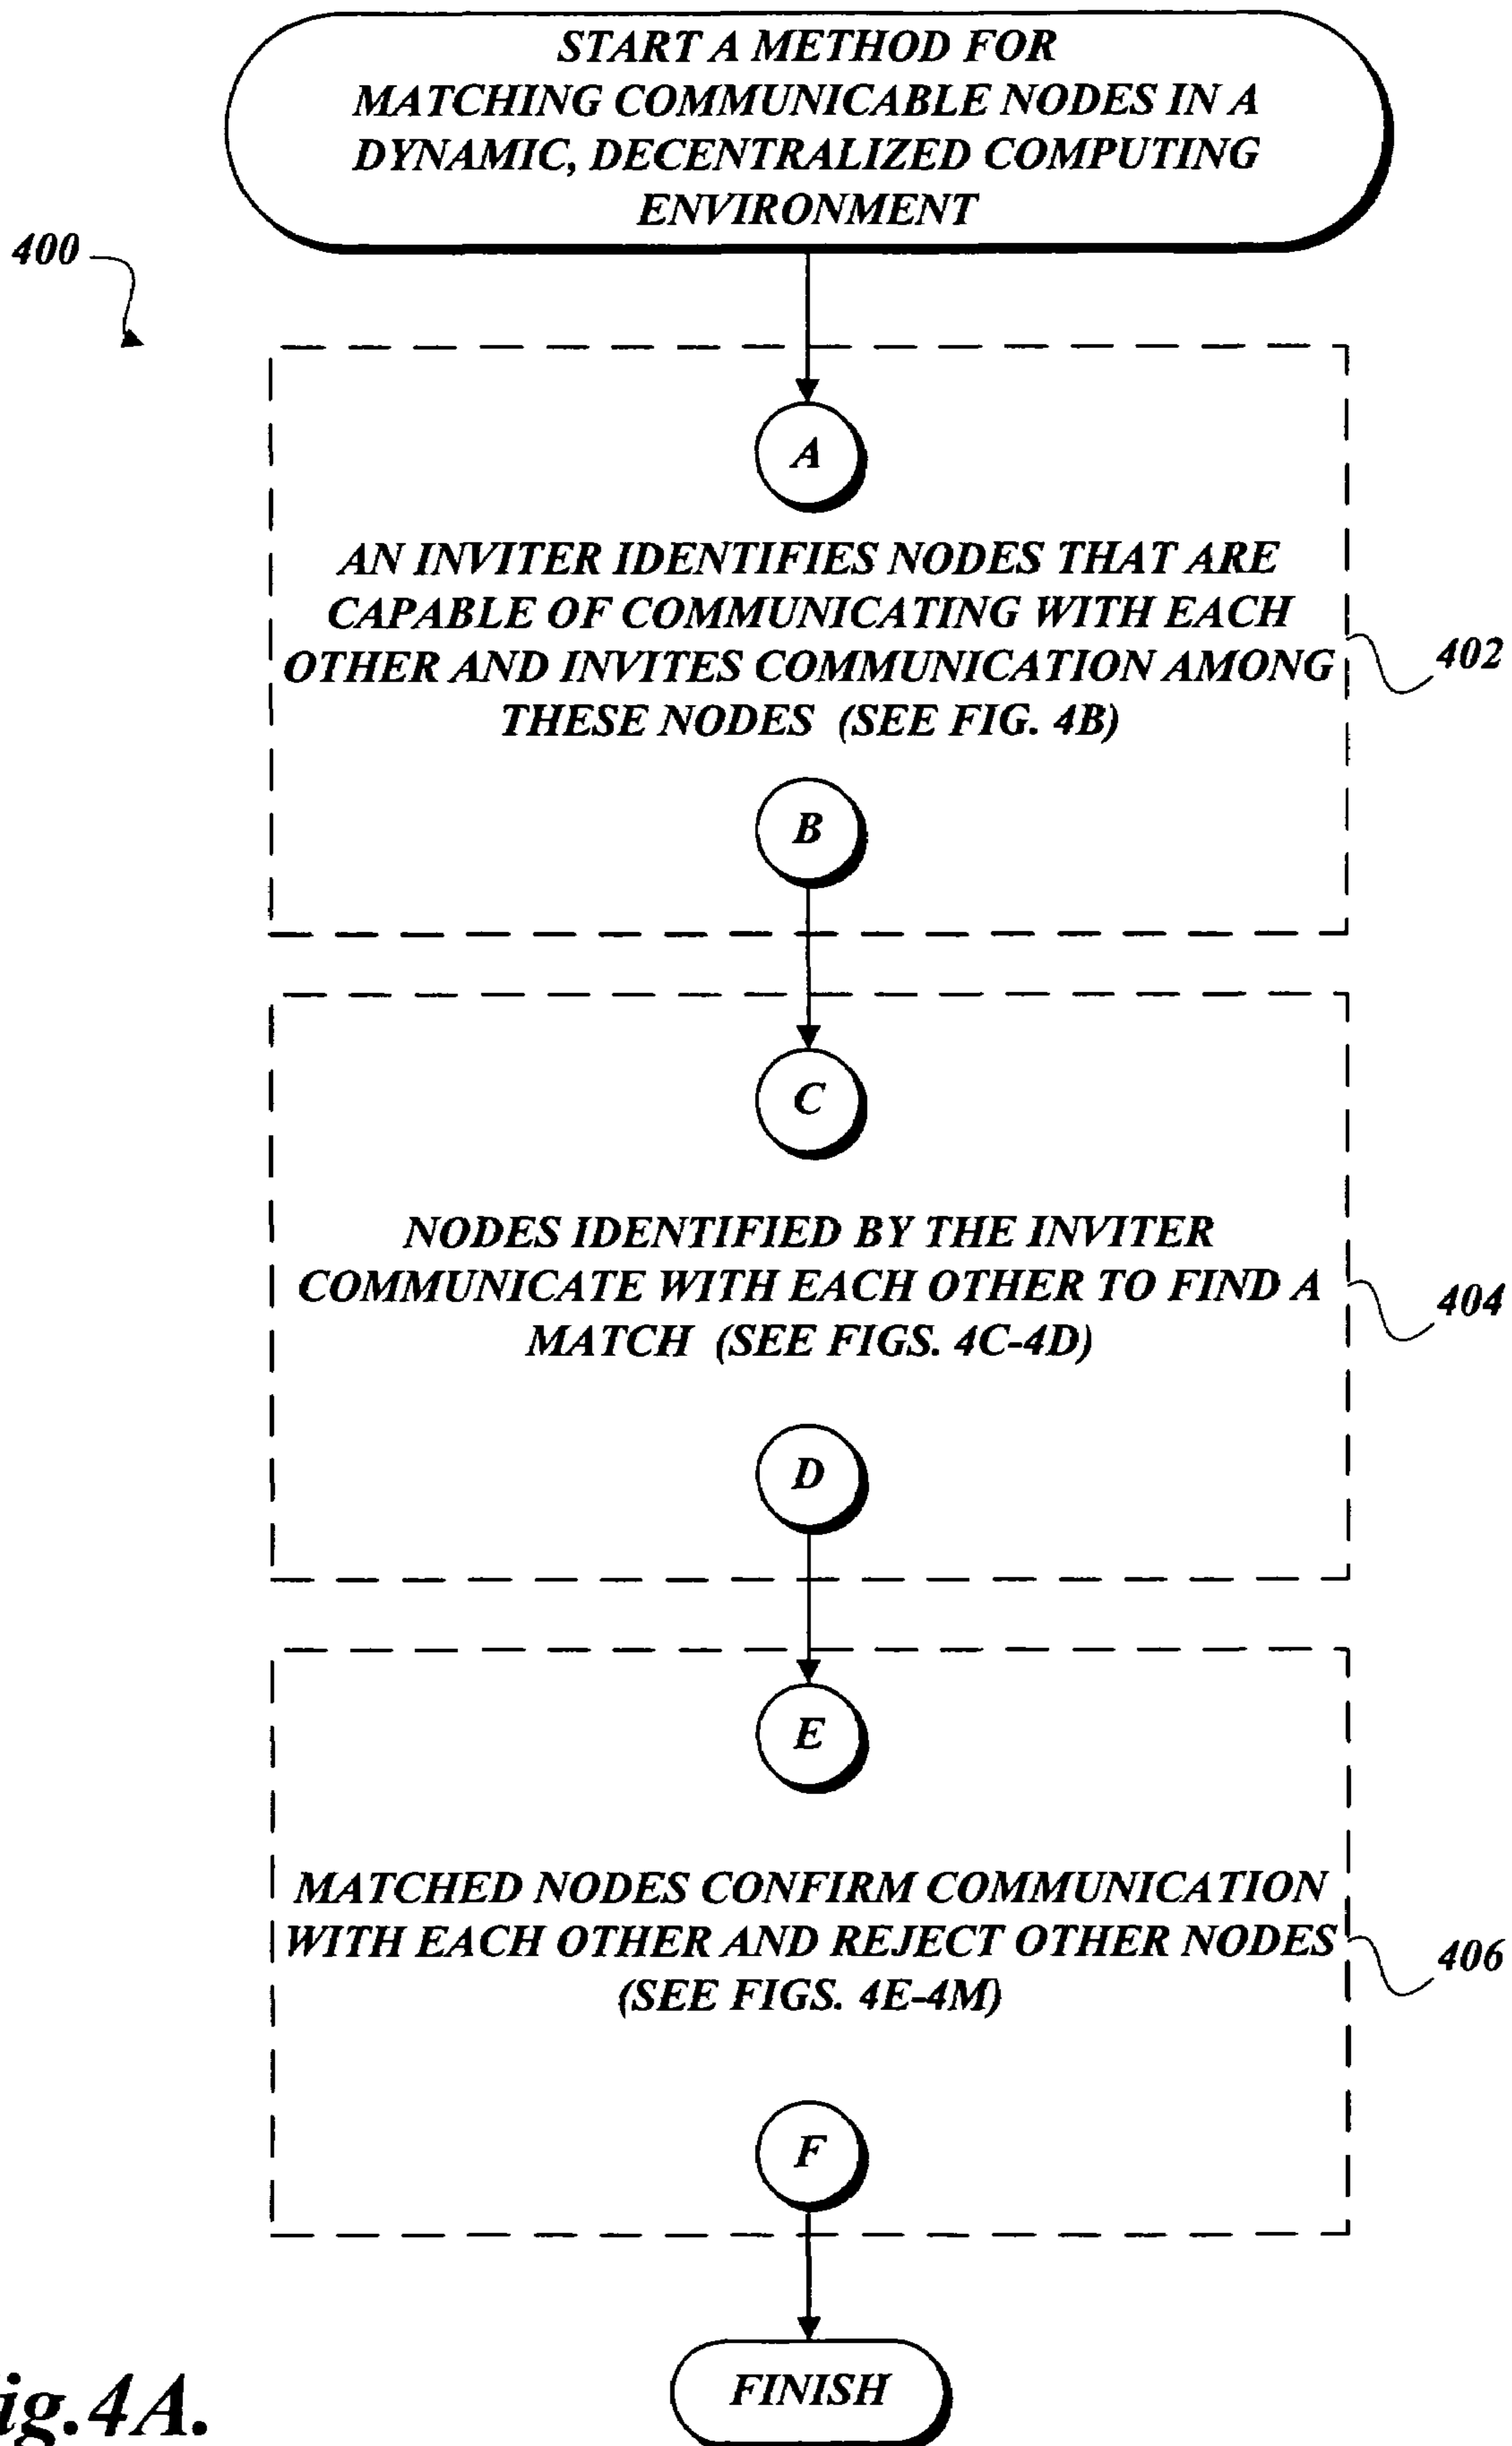 START A METHOD FOR
MATCHING COMMUNICABLE NODES IN A
DYNAMIC, DECENTRALIZED COMPUTING
ENVIRONMENT
400
A
AN INVITER IDENTIFIES NODES THAT ARE
CAPABLE OF COMMUNICATING WITH EACH
OTHER AND INVITES COMMUNICATION AMONG
THESE NODES (SEE FIG. 4B)
402
B
C
NODES IDENTIFIED BY THE INVITER
COMMUNICATE WITH EACH OTHER TO FIND A
MATCH (SEE FIGS. 4C-4D)
404
D
E
MATCHED NODES CONFIRM COMMUNICATION
WITH EACH OTHER AND REJECT OTHER NODES
(SEE FIGS. 4E-4M)
406
F
FINISH
ig.4A.